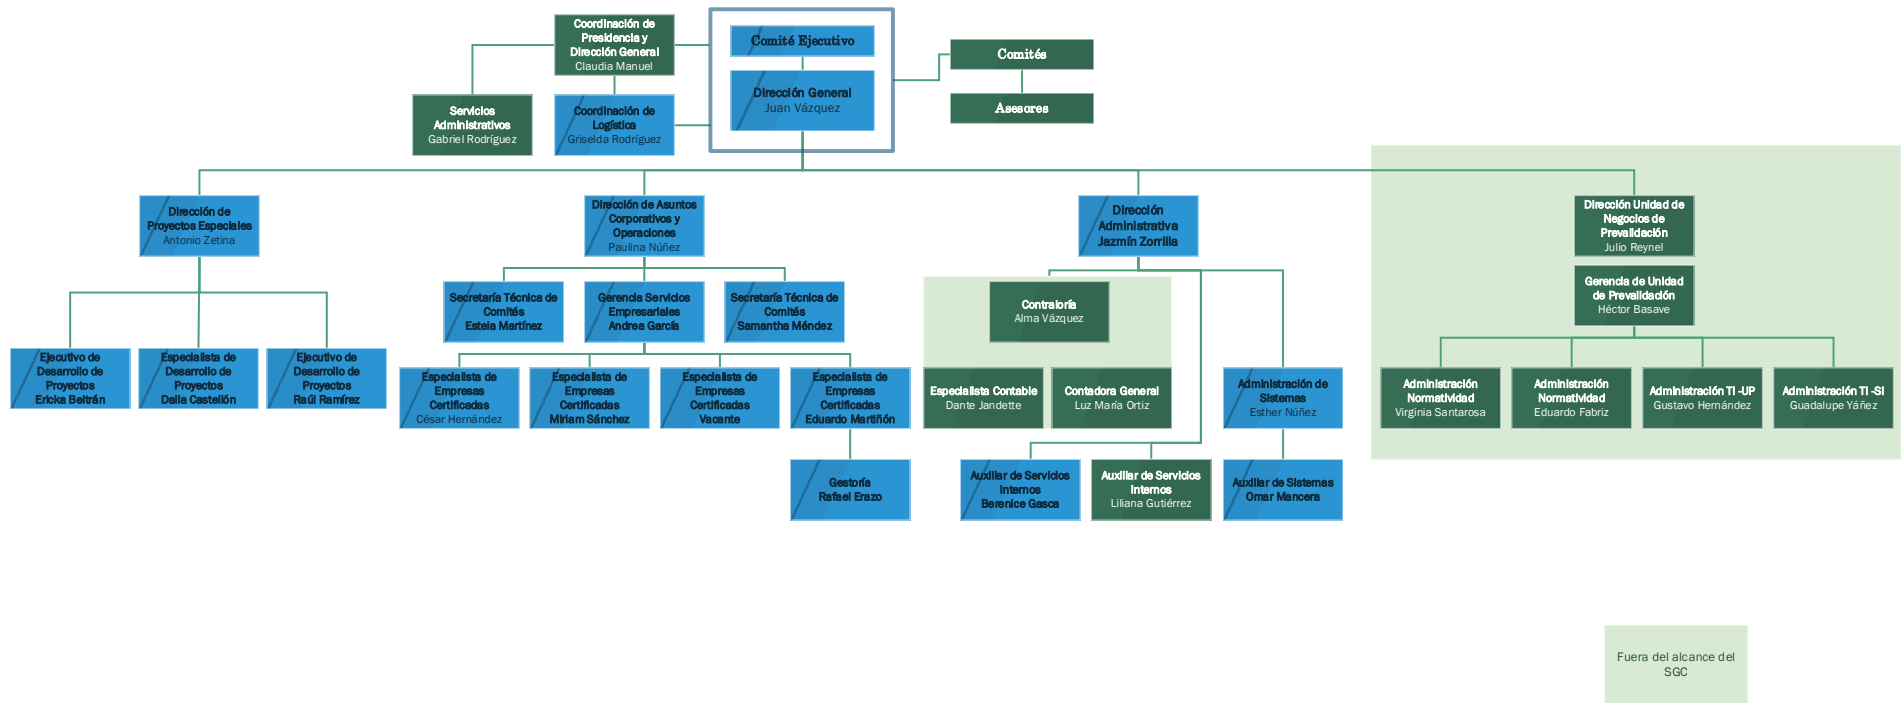 Coordinación de
Presidencia y
Dirección General
Claudia Manuel
Comité Ejecutivo
Dirección General
Juan Vázquez
Comités
Asesores
Servicios
Administrativos
Gabriel Rodríguez
Coordinación de
Logística
Griselda Rodríguez
Dirección de
Proyectos Especiales
Antonio Zetina
Dirección de Asuntos
Corporativos y
Operaciones
Paulina Núñez
Dirección
Administrativa
Jazmín Zorrilla
Dirección Unidad de
Negocios de
Prevalidación
Julio Reynel
Gerencia de Unidad
de Prevalidación
Héctor Basave
Secretaría Técnica de
Comités
Estela Martínez
Gerencia Servicios
Empresariales
Andrea García
Secretaría Técnica de
Comités
Samantha Méndez
Contraloría
Alma Vázquez
Ejecutivo de
Desarrollo de
Proyectos
Ericka Beltrán
Especialista de
Desarrollo de
Proyectos
Dalia Castellón
Ejecutivo de
Desarrollo de
Proyectos
Raúl Ramírez
Especialista de
Empresas
Certificadas
César Hernández
Especialista de
Empresas
Certificadas
Miriam Sánchez
Especialista de
Empresas
Certificadas
Vacante
Especialista de
Empresas
Certificadas
Eduardo Martiñón
Especialista Contable
Dante Jandette
Contadora General
Luz María Ortiz
Administración de
Sistemas
Esther Núñez
Administración
Normatividad
Virginia Santarosa
Administración
Normatividad
Eduardo Fabriz
Administración TI -UP
Gustavo Hernández
Administración TI -SI
Guadalupe Yáñez
Gestoría
Rafael Erazo
Auxiliar de Servicios
Internos
Berenice Gasca
Auxiliar de Servicios
Internos
Liliana Gutiérrez
Auxiliar de Sistemas
Omar Mancera
Fuera del alcance del
SGC